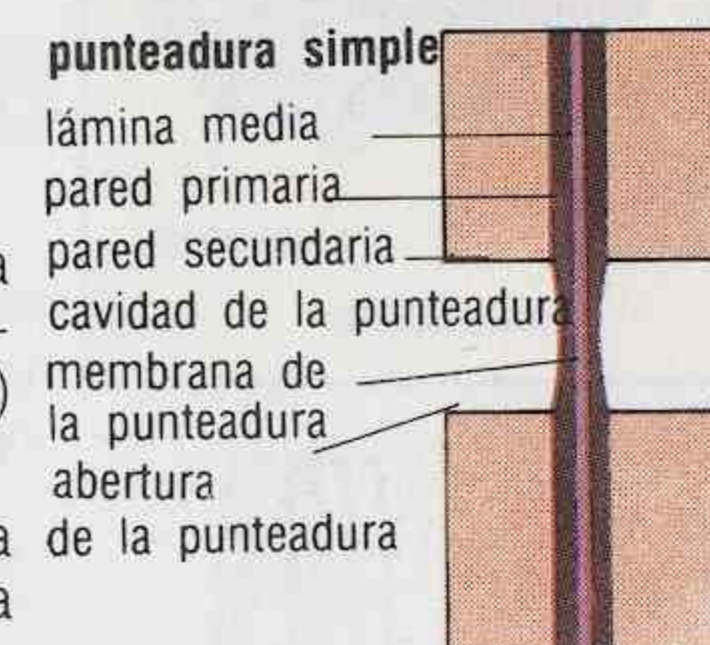 punteadura simple
lámina media
pared primaria
pared secundaria
cavidad de la punteadura
membrana de
la punteadura
abertura
de la punteadura